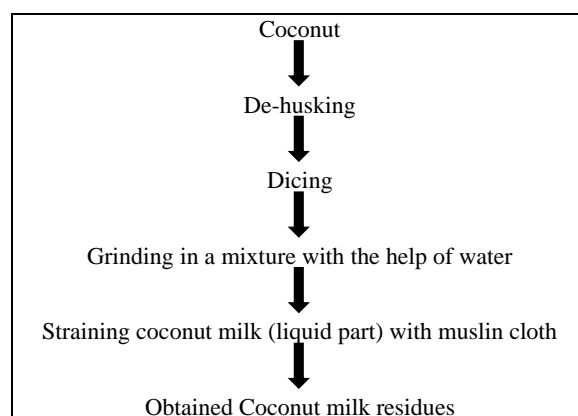 Coconut
De-husking
Dicing
Grinding in a mixture with the help of water
Straining coconut milk (liquid part) with muslin cloth
Obtained Coconut milk residues